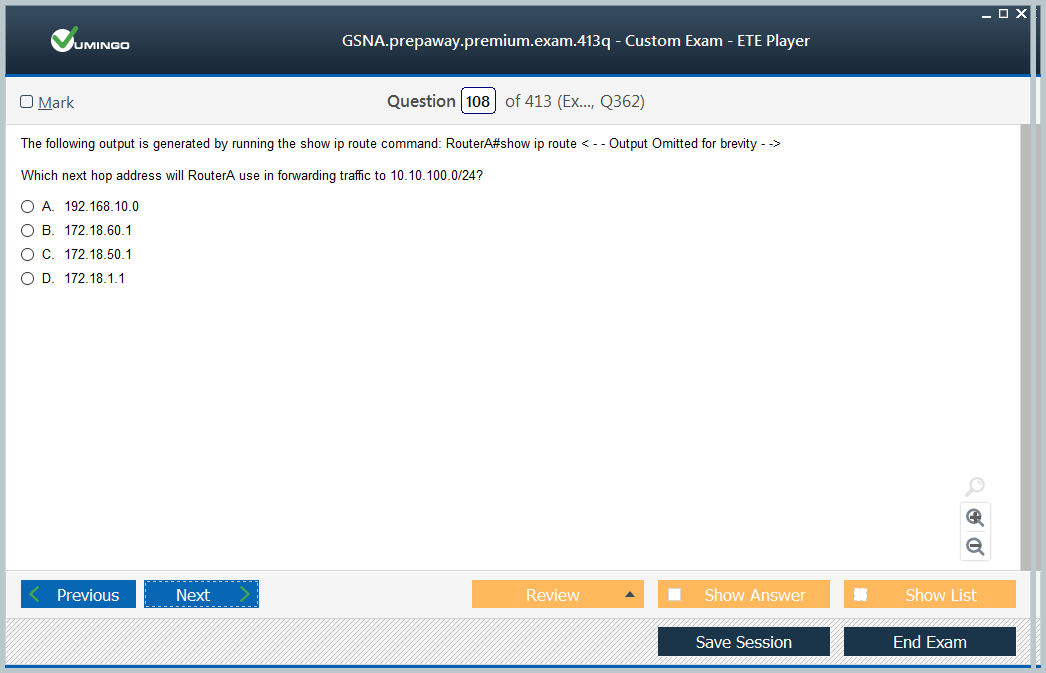 VUMINGO
GSNA.prepaway.premium.exam.413q - Custom Exam - ETE Player
Mark
Question 108 of 413 (Ex..., Q362)
The following output is generated by running the show ip route command: RouterA#show ip route < - - Output Omitted for brevity - ->
Which next hop address will RouterA use in forwarding traffic to 10.10.100.0/24?
A. 192.168.10.0
B. 172.18.60.1
C. 172.18.50.1
D. 172.18.1.1
Previous Next Review Show Answer Show List
Save Session End Exam